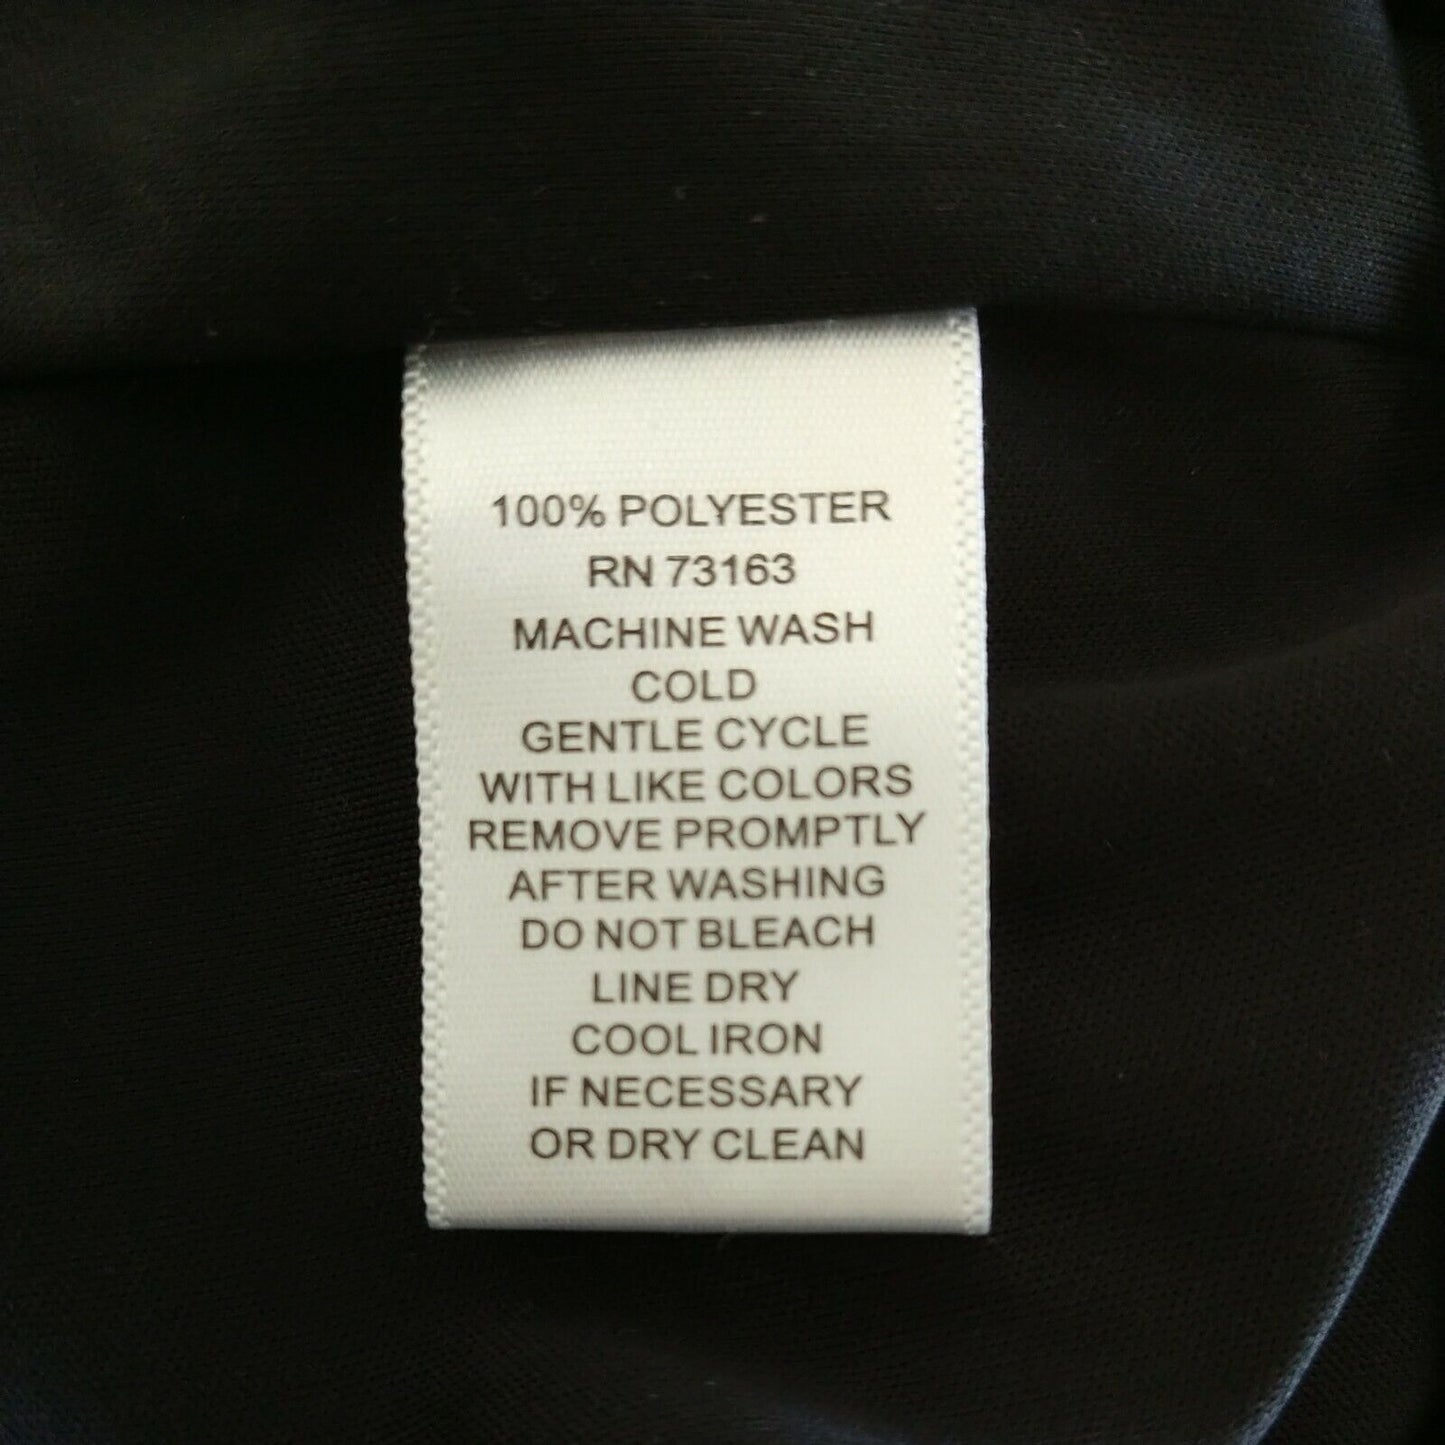 100% POLYESTER
RN 73163
MACHINE WASH
COLD
GENTLE CYCLE
WITH LIKE COLORS
REMOVE PROMPTLY
AFTER WASHING
DO NOT BLEACH
LINE DRY
COOL IRON
IF NECESSARY
OR DRY CLEAN